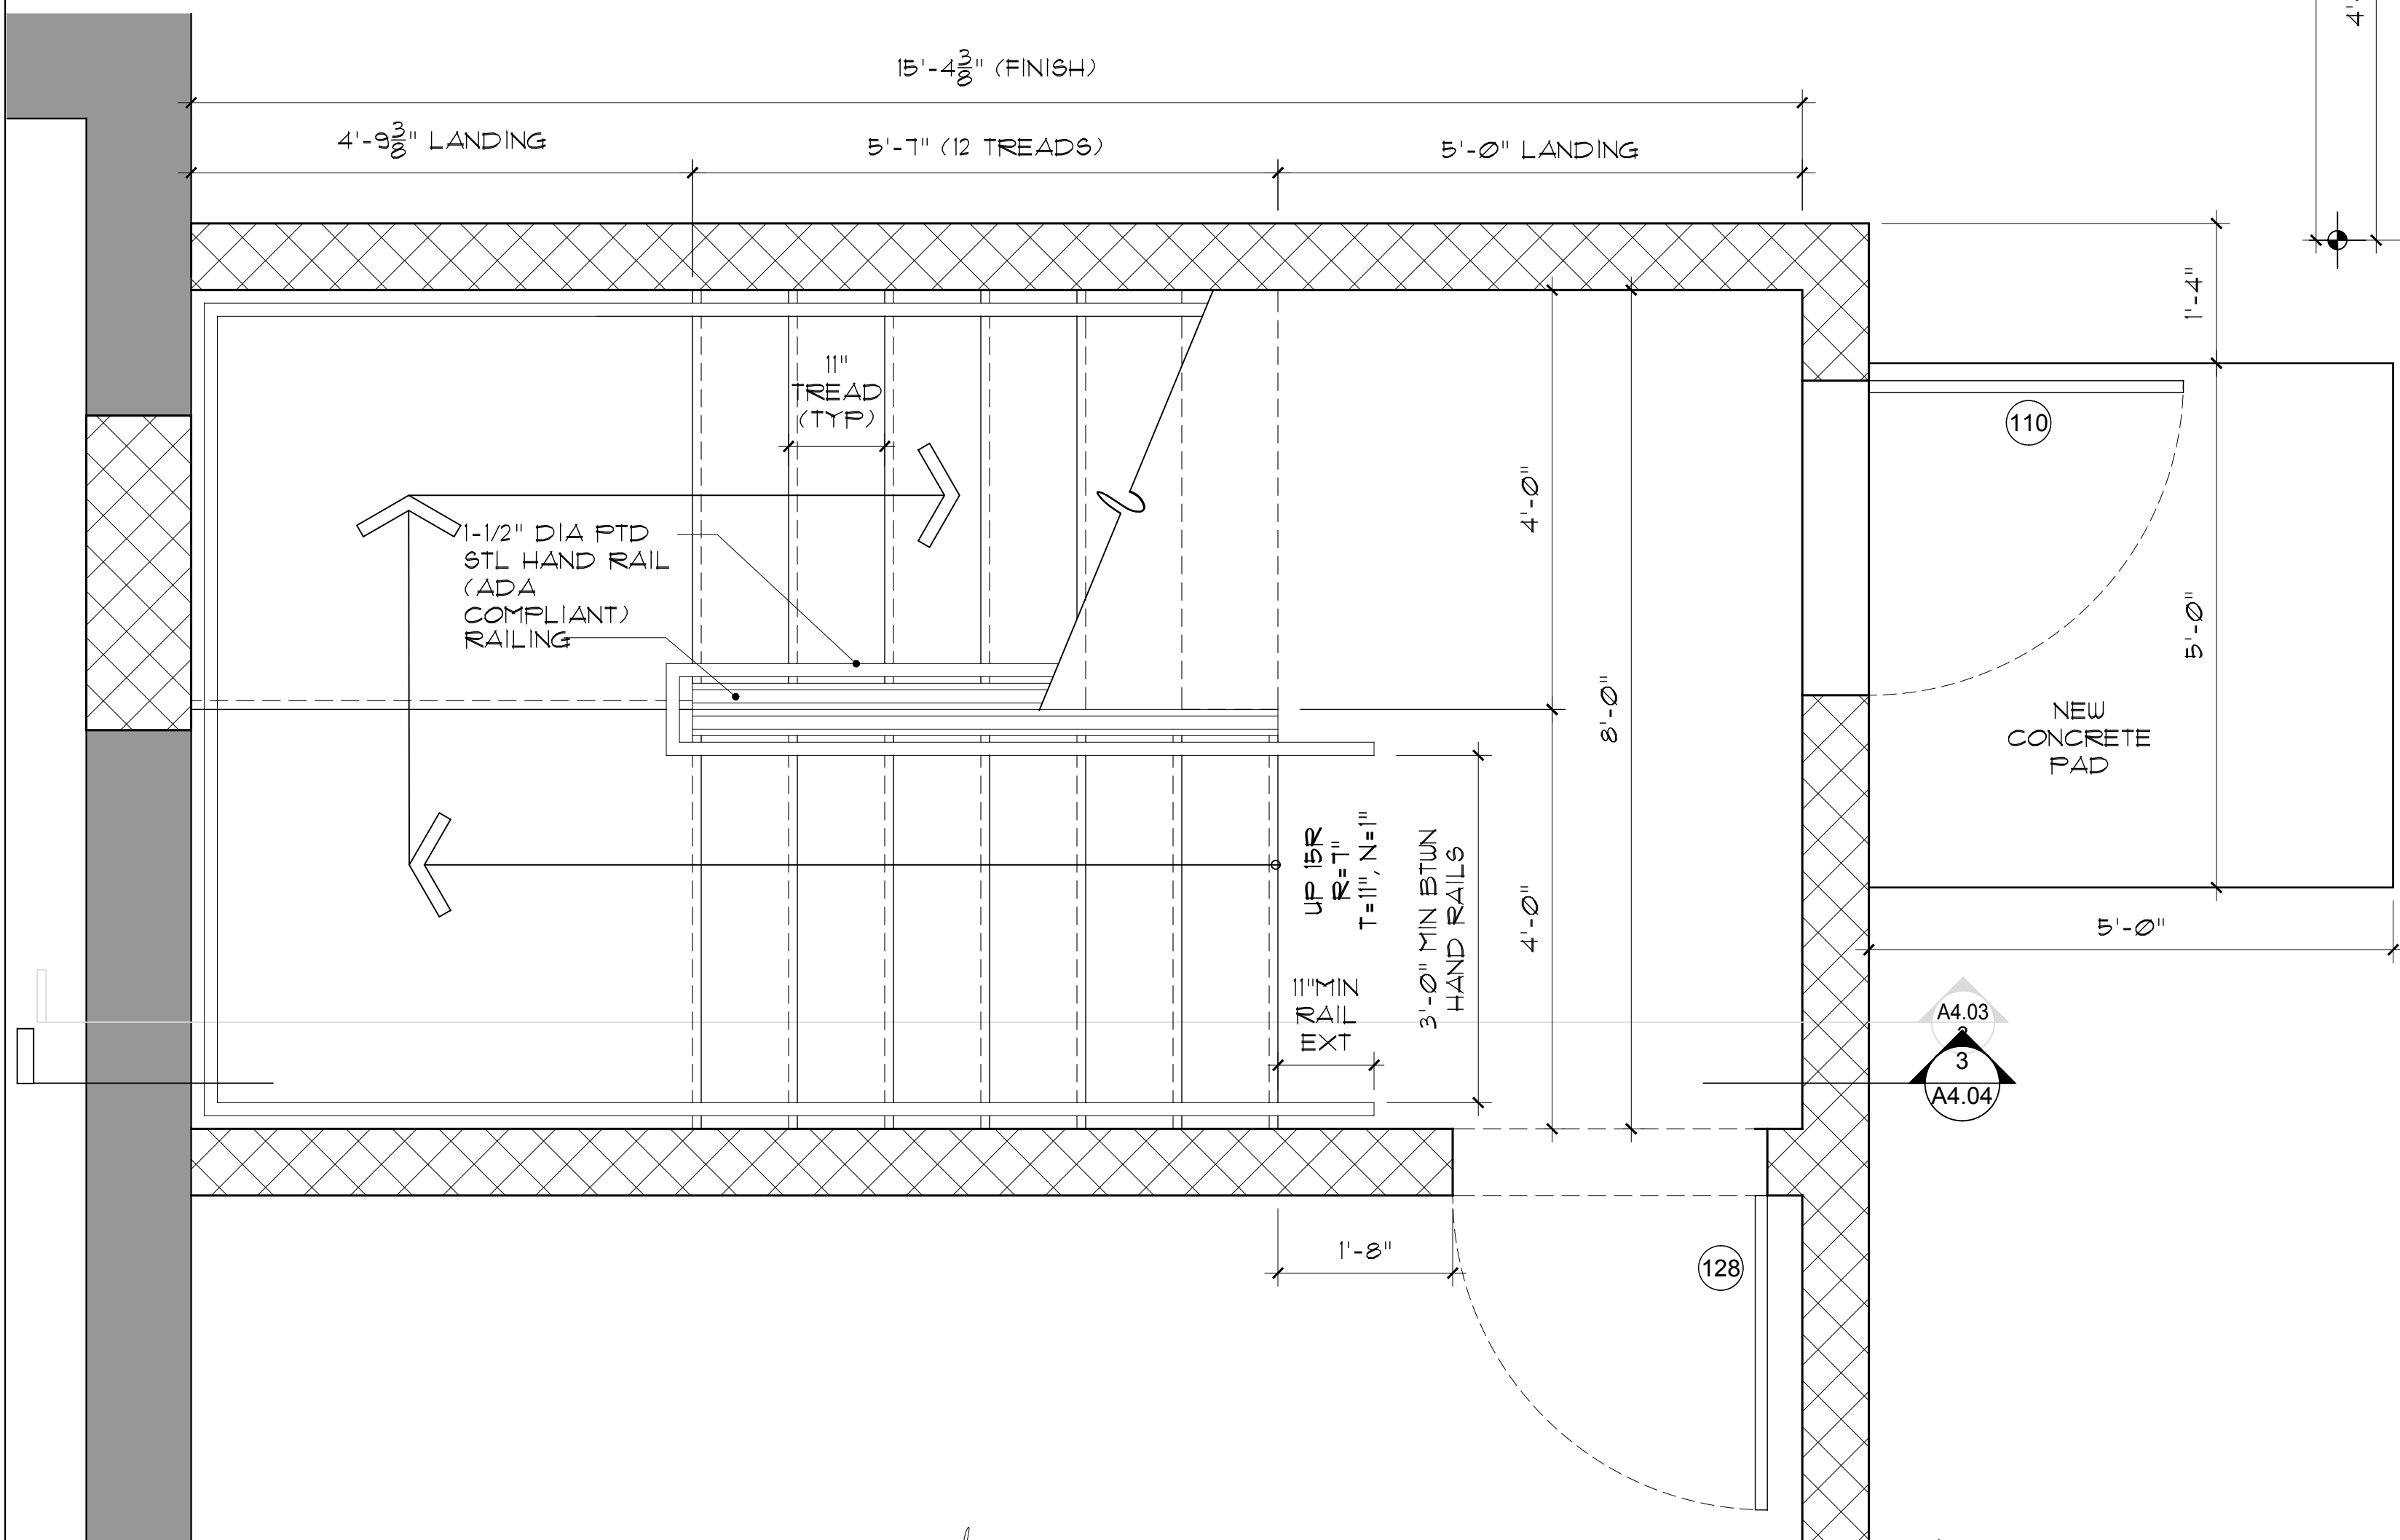 4'-
15'-4 3/8" (FINISH)
4'-9 3/8" LANDING
5'-7" (12 TREADS)
5'-0" LANDING
1'-4"
11"
TREAD
(TYP)
110
4'-0"
1-1/2" DIA PTD
STL HAND RAIL
(ADA
COMPLIANT)
RAILING
8'-0"
5'-0"
NEW
CONCRETE
PAD
UP 15R
R=7"
T=11", N=1"
3'-0" MIN BTWN
HAND RAILS
4'-0"
5'-0"
11"MIN
RAIL
EXT
A4.03
3
A4.04
1'-8"
128